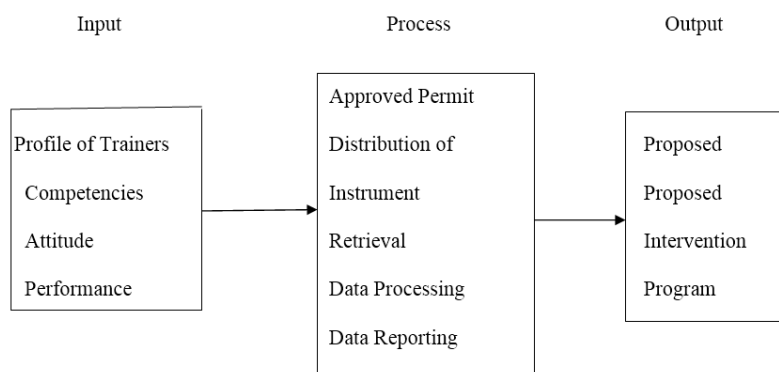 Input
Process
Output
Profile of Trainers
Competencies
Attitude
Performance
Approved Permit
Distribution of
Instrument
Retrieval
Data Processing
Data Reporting
Proposed
Proposed
Intervention
Program